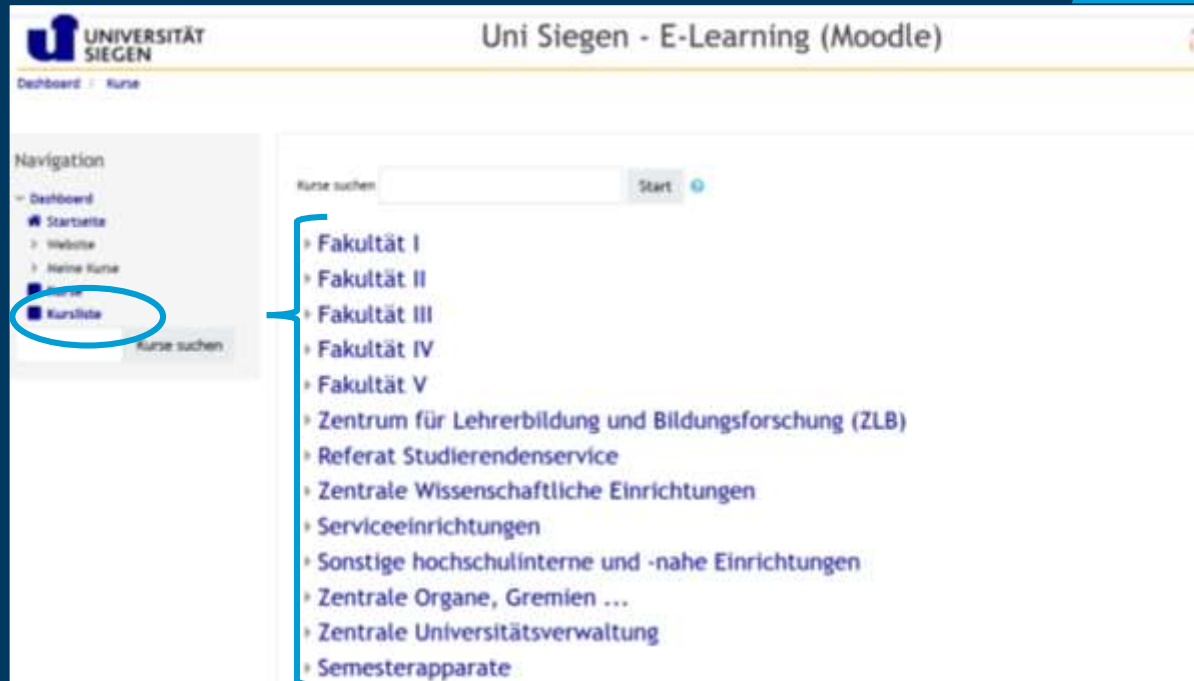 UNIVERSITÄT
SIEGEN
Uni Siegen - E-Learning (Moodle)
Dashboard / Kurse
Navigation
Dashboard
Startseite
Website
Meine Kurse
Kurse
Kursliste
Kurse suchen
Kurse suchen
Start
Fakultät I
Fakultät II
Fakultät III
Fakultät IV
Fakultät V
Zentrum für Lehrerbildung und Bildungsforschung (ZLB)
Referat Studierendenservice
Zentrale Wissenschaftliche Einrichtungen
Serviceeinrichtungen
Sonstige hochschulinterne und -nahe Einrichtungen
Zentrale Organe, Gremien ...
Zentrale Universitätsverwaltung
Semesterapparate